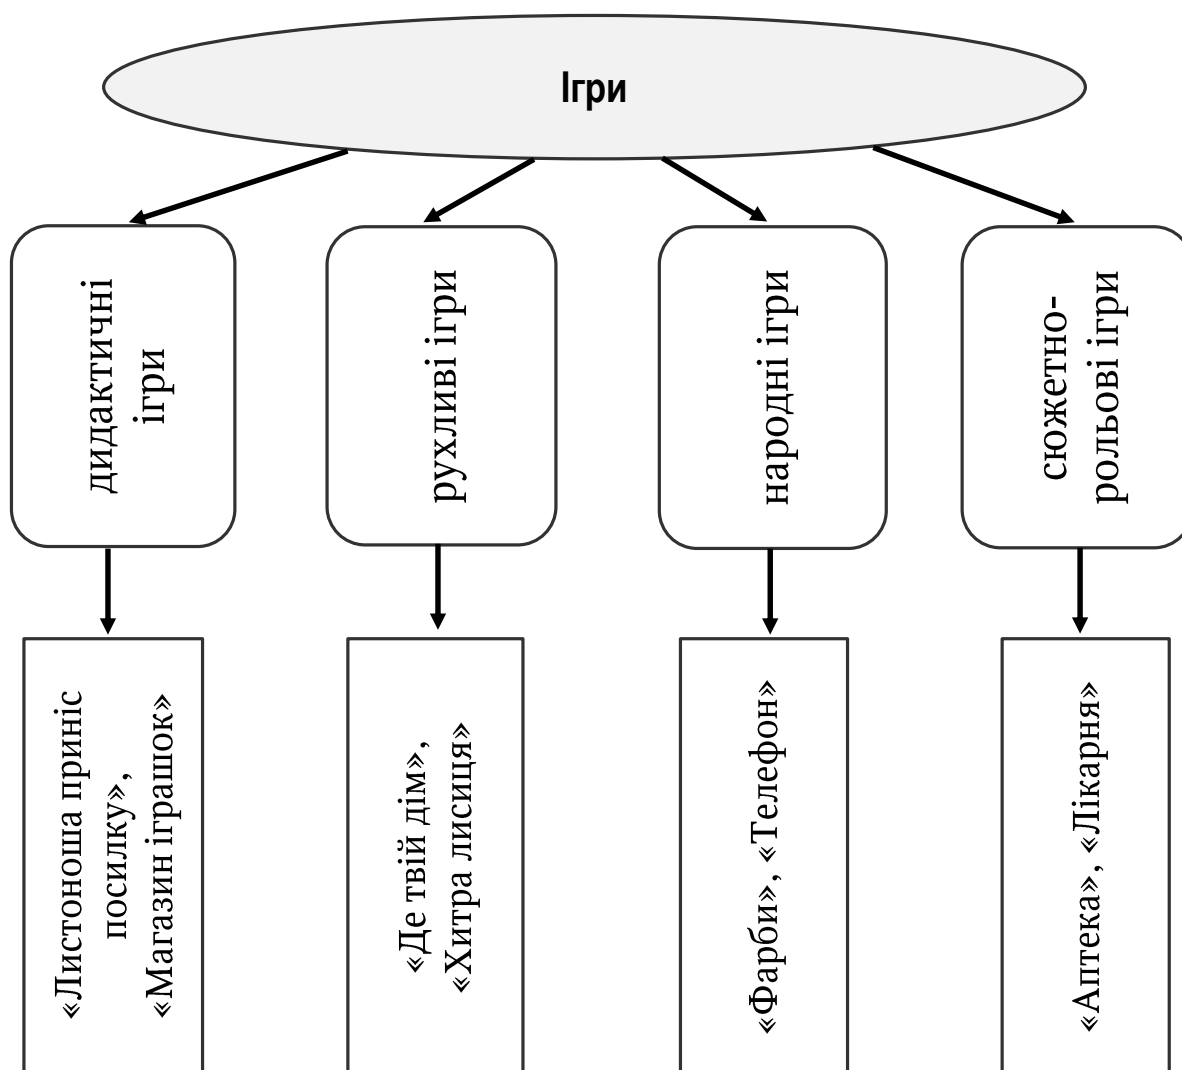 Ігри
дидактичні
ігри
рухливі ігри
народні ігри
сюжетно-
рольові ігри
«Листоноша приніс
посилку»,
«Магазин іграшок»
«Де твій дім»,
«Хитра лисиця»
«Фарби», «Телефон»
«Аптека», «Лікарня»